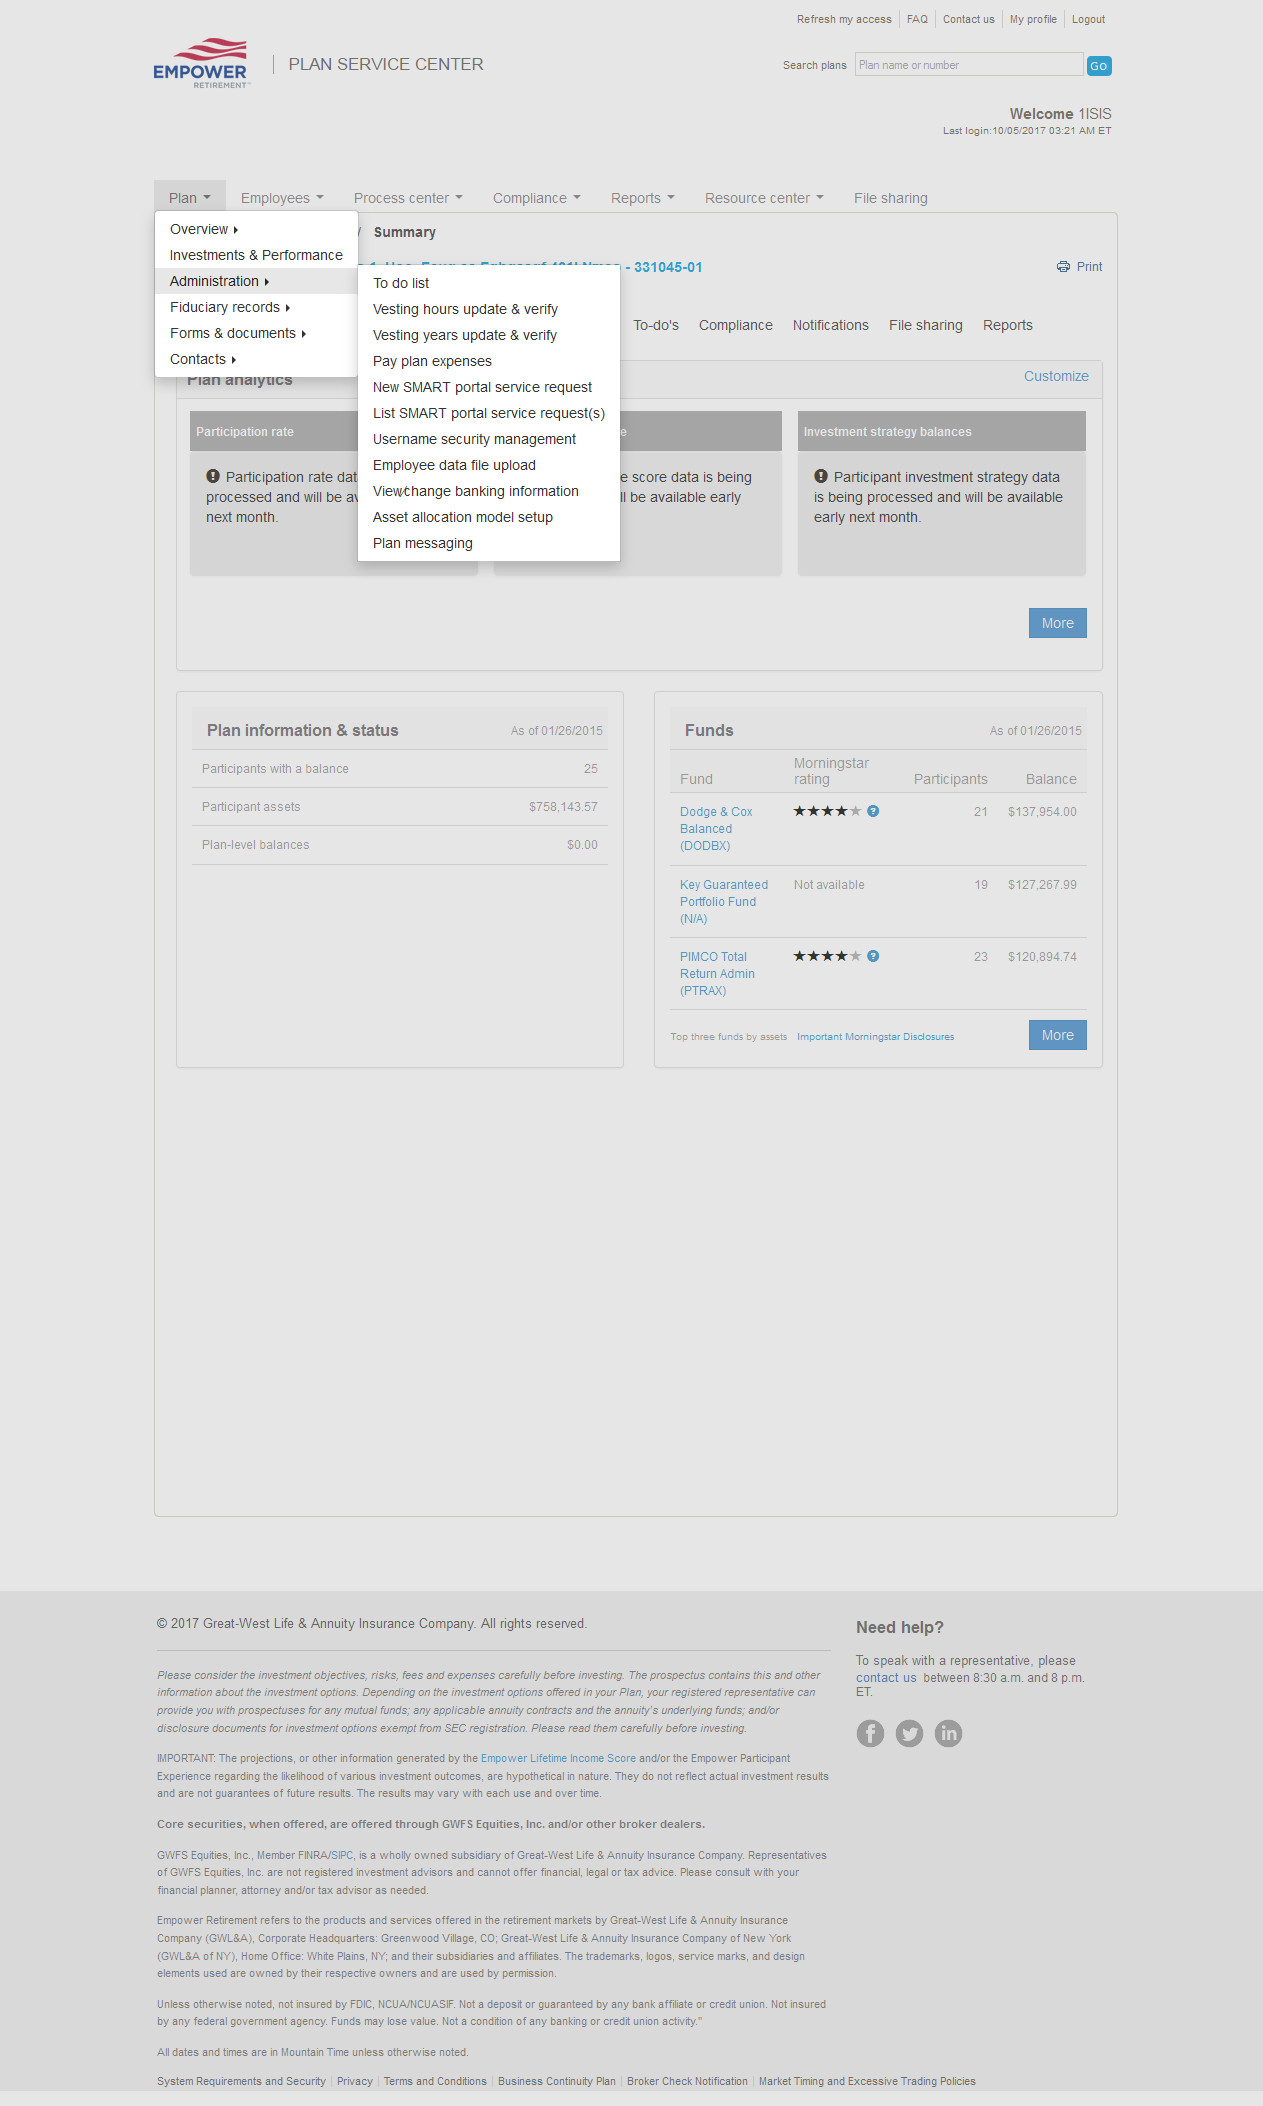 Refresh my access FAQ Contact us My profile Logout
EMPOWER
RETIREMENT
PLAN SERVICE CENTER
Search plans Plan name or number Go
Welcome 1ISIS
Last login:10/05/2017 03:21 AM ET
Plan Employees Process center Compliance Reports Resource center File sharing
Overview
Investments & Performance
Administration
Fiduciary records
Forms & documents
Contacts
To do list
Vesting hours update & verify
Vesting years update & verify
Pay plan expenses
New SMART portal service request
List SMART portal service request(s)
Username security management
Employee data file upload
View/change banking information
Asset allocation model setup
Plan messaging
/ Summary
- 331045-01
Print
To-do's Compliance Notifications File sharing Reports
Plan analytics
Customize
Participation rate
Participation rate
processed and will be
next month.
score data is being
be available early
Investment strategy balances
Participant investment strategy data
is being processed and will be available
early next month.
More
Plan information & status As of 01/26/2015
Participants with a balance 25
Participant assets $758,143.57
Plan-level balances $0.00
Funds As of 01/26/2015
Fund Morningstar rating Participants Balance
Dodge & Cox 21 $137,954.00
Balanced
(DODBX)
Key Guaranteed Not available 19 $127,267.99
Portfolio Fund
(N/A)
PIMCO Total 23 $120,894.74
Return Admin
(PTRAX)
Top three funds by assets Important Morningstar Disclosures More
© 2017 Great-West Life & Annuity Insurance Company. All rights reserved.
Please consider the investment objectives, risks, fees and expenses carefully before investing. The prospectus contains this and other
information about the investment options. Depending on the investment options offered in your Plan, your registered representative can
provide you with prospectuses for any mutual funds; any applicable annuity contracts and the annuity's underlying funds; and/or
disclosure documents for investment options exempt from SEC registration. Please read them carefully before investing.
IMPORTANT: The projections, or other information generated by the Empower Lifetime Income Score and/or the Empower Participant
Experience regarding the likelihood of various investment outcomes, are hypothetical in nature. They do not reflect actual investment results
and are not guarantees of future results. The results may vary with each use and over time.
Core securities, when offered, are offered through GWFS Equities, Inc. and/or other broker dealers.
GWFS Equities, Inc., Member FINRA/SIPC, is a wholly owned subsidiary of Great-West Life & Annuity Insurance Company. Representatives
of GWFS Equities, Inc. are not registered investment advisors and cannot offer financial, legal or tax advice. Please consult with your
financial planner, attorney and/or tax advisor as needed.
Empower Retirement refers to the products and services offered in the retirement markets by Great-West Life & Annuity Insurance
Company (GWL&A), Corporate Headquarters: Greenwood Village, CO; Great-West Life & Annuity Insurance Company of New York
(GWL&A of NY), Home Office: White Plains, NY; and their subsidiaries and affiliates. The trademarks, logos, service marks, and design
elements used are owned by their respective owners and are used by permission.
Unless otherwise noted, not insured by FDIC, NCUA/NCUASIF. Not a deposit or guaranteed by any bank affiliate or credit union. Not insured
by any federal government agency. Funds may lose value. Not a condition of any banking or credit union activity."
All dates and times are in Mountain Time unless otherwise noted.
System Requirements and Security Privacy Terms and Conditions Business Continuity Plan Broker Check Notification Market Timing and Excessive Trading Policies
Need help?
To speak with a representative, please
contact us between 8:30 a.m. and 8 p.m.
ET.